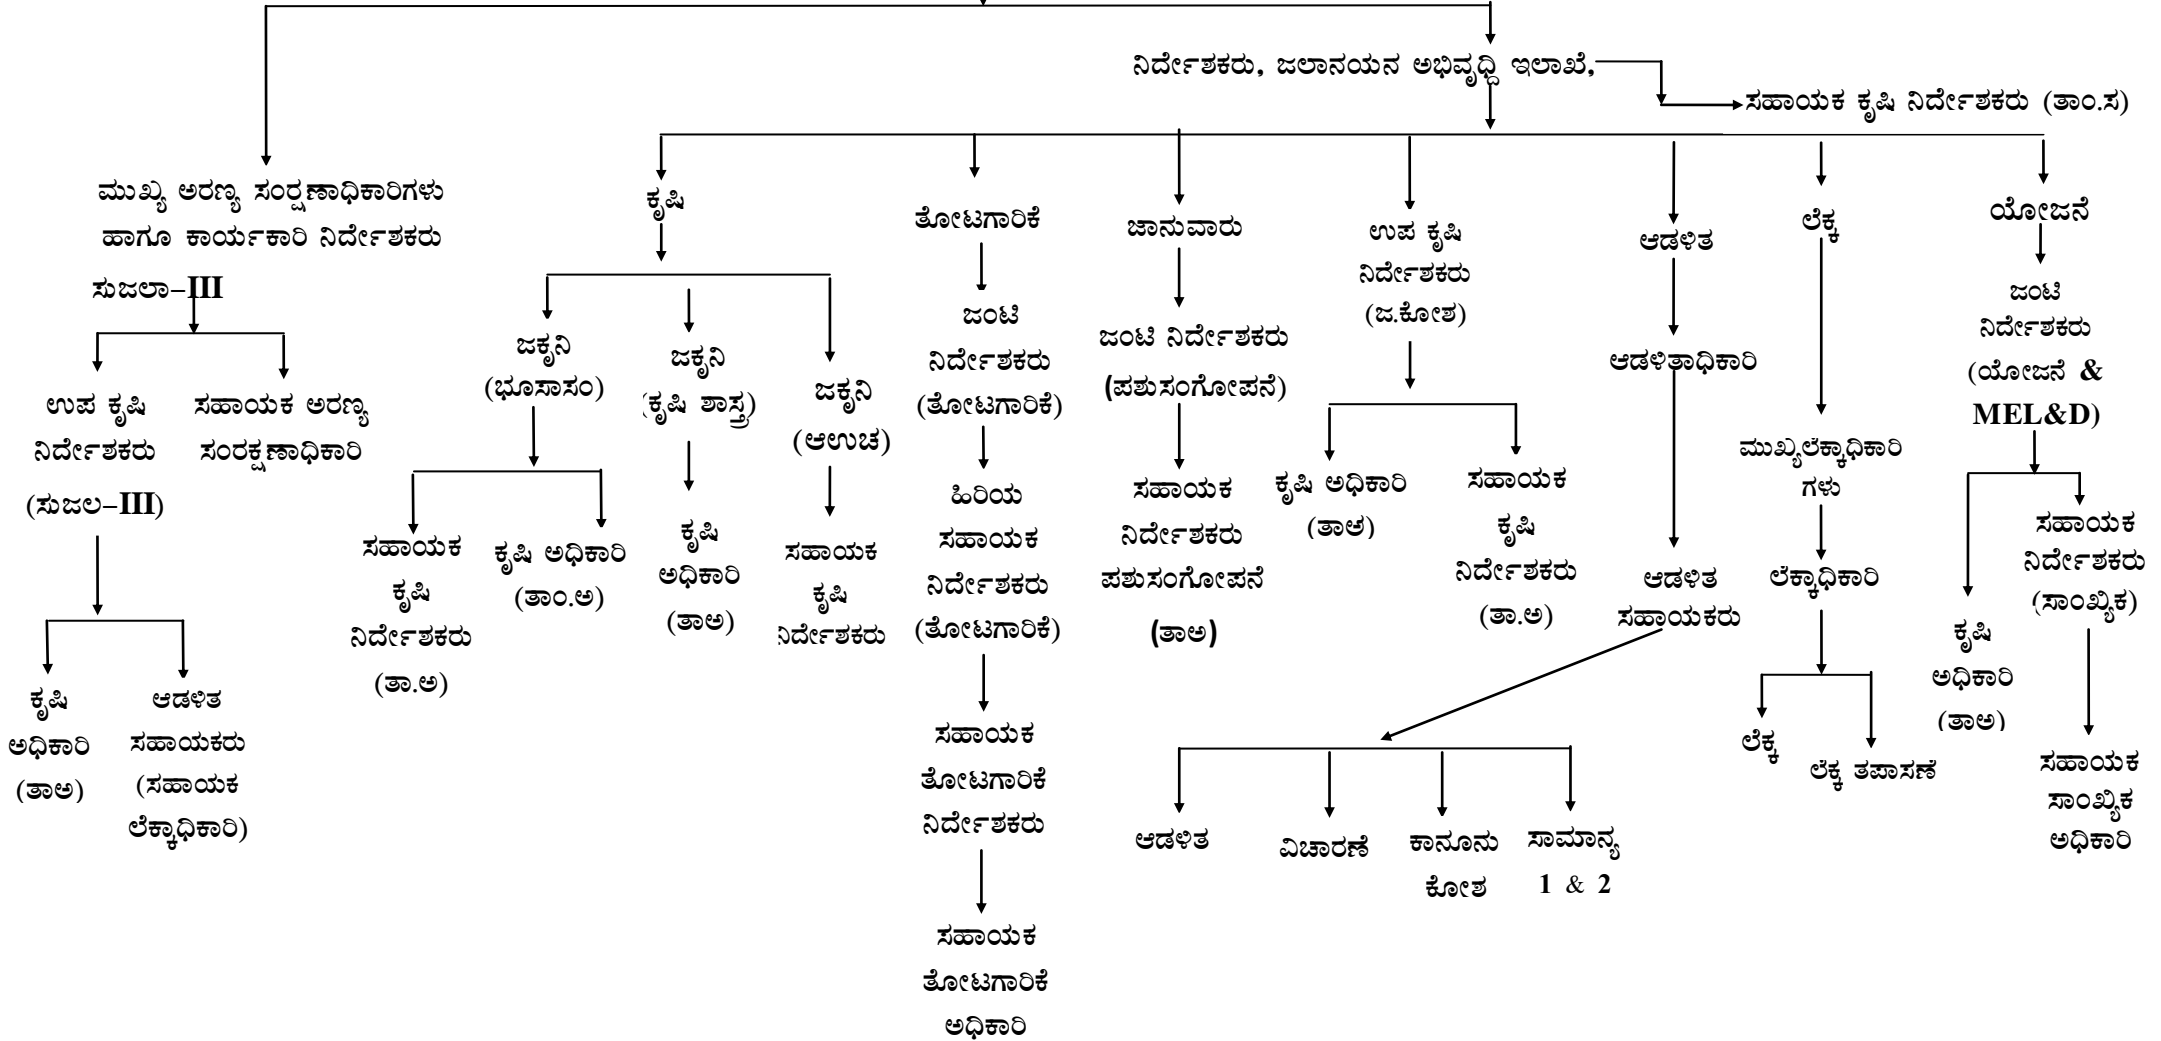 ನಿರ್ದೇಶಕರು, ಜಲಾನಯನ ಅಭಿವೃದ್ಧಿ ಇಲಾಖೆ,
ಸಹಾಯಕ ಕೃಷಿ ನಿರ್ದೇಶಕರು (ತಾಂ.ಸ)
ಮುಖ್ಯ ಅರಣ್ಯ ಸಂರಕ್ಷಣಾಧಿಕಾರಿಗಳು
ಹಾಗೂ ಕಾರ್ಯಕಾರಿ ನಿರ್ದೇಶಕರು
ಸುಜಲಾ–III
ಉಪ ಕೃಷಿ
ನಿರ್ದೇಶಕರು
(ಸುಜಲ–III)
ಸಹಾಯಕ ಅರಣ್ಯ
ಸಂರಕ್ಷಣಾಧಿಕಾರಿ
ಕೃಷಿ
ಅಧಿಕಾರಿ
(ತಾಅ)
ಆಡಳಿತ
ಸಹಾಯಕರು
(ಸಹಾಯಕ
ಲೆಕ್ಕಾಧಿಕಾರಿ)
ಕೃಷಿ
ಜಕೃನಿ
(ಭೂಸಾಸಂ)
ಸಹಾಯಕ
ಕೃಷಿ
ನಿರ್ದೇಶಕರು
(ತಾ.ಅ)
ಕೃಷಿ ಅಧಿಕಾರಿ
(ತಾಂ.ಅ)
ಜಕೃನಿ
(ಕೃಷಿ ಶಾಸ್ತ್ರ)
ಕೃಷಿ
ಅಧಿಕಾರಿ
(ತಾಅ)
ಜಕೃನಿ
(ಆಉಚ)
ಸಹಾಯಕ
ಕೃಷಿ
ನಿರ್ದೇಶಕರು
ತೋಟಗಾರಿಕೆ
ಜಂಟಿ
ನಿರ್ದೇಶಕರು
(ತೋಟಗಾರಿಕೆ)
ಹಿರಿಯ
ಸಹಾಯಕ
ನಿರ್ದೇಶಕರು
(ತೋಟಗಾರಿಕೆ)
ಸಹಾಯಕ
ತೋಟಗಾರಿಕೆ
ನಿರ್ದೇಶಕರು
ಸಹಾಯಕ
ತೋಟಗಾರಿಕೆ
ಅಧಿಕಾರಿ
ಜಾನುವಾರು
ಜಂಟಿ ನಿರ್ದೇಶಕರು
(ಪಶುಸಂಗೋಪನೆ)
ಸಹಾಯಕ
ನಿರ್ದೇಶಕರು
ಪಶುಸಂಗೋಪನೆ
(ತಾಅ)
ಉಪ ಕೃಷಿ
ನಿರ್ದೇಶಕರು
(ಜ.ಕೋಶ)
ಕೃಷಿ ಅಧಿಕಾರಿ
(ತಾಅ)
ಸಹಾಯಕ
ಕೃಷಿ
ನಿರ್ದೇಶಕರು
(ತಾ.ಅ)
ಆಡಳಿತ
ಆಡಳಿತಾಧಿಕಾರಿ
ಆಡಳಿತ
ಸಹಾಯಕರು
ಆಡಳಿತ
ವಿಚಾರಣೆ
ಕಾನೂನು
ಕೋಶ
ಸಾಮಾನ್ಯ
1 & 2
ಲೆಕ್ಕ
ಮುಖ್ಯಲೆಕ್ಕಾಧಿಕಾರಿ
ಗಳು
ಲೆಕ್ಕಾಧಿಕಾರಿ
ಲೆಕ್ಕ
ಲೆಕ್ಕ ತಪಾಸಣೆ
ಯೋಜನೆ
ಜಂಟಿ
ನಿರ್ದೇಶಕರು
(ಯೋಜನೆ &
MEL&D)
ಕೃಷಿ
ಅಧಿಕಾರಿ
(ತಾಅ)
ಸಹಾಯಕ
ನಿರ್ದೇಶಕರು
(ಸಾಂಖ್ಯಿಕ)
ಸಹಾಯಕ
ಸಾಂಖ್ಯಿಕ
ಅಧಿಕಾರಿ